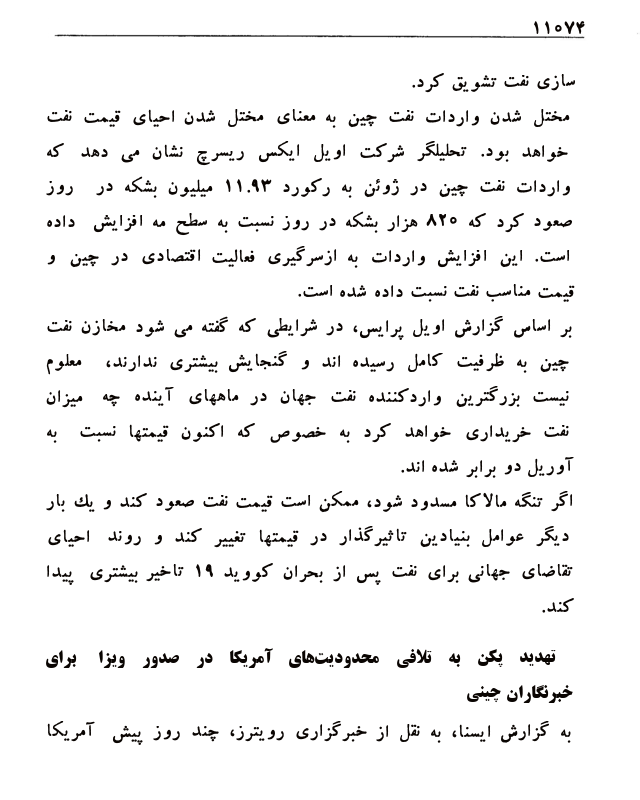 ۱۱۰۷۴
سازی نفت تشویق کرد.
مختل شدن واردات نفت چین به معنای مختل شدن احیای قیمت نفت
خواهد بود. تحلیلگر شرکت اویل ایکس ریسرچ نشان می دهد که
واردات نفت چین در ژوئن به رکورد ۱۱.۹۳ میلیون بشکه در روز
صعود کرد که ۸۲۰ هزار بشکه در روز نسبت به سطح مه افزایش داده
است. این افزایش واردات به ازسرگیری فعالیت اقتصادی در چین و
قیمت مناسب نفت نسبت داده شده است.
بر اساس گزارش اویل پرایس، در شرایطی که گفته می شود مخازن نفت
چین به ظرفیت کامل رسیده اند و گنجایش بیشتری ندارند، معلوم
نیست بزرگترین واردکننده نفت جهان در ماههای آینده چه میزان
نفت خریداری خواهد کرد به خصوص که اکنون قیمتها نسبت به
آوریل دو برابر شده اند.
اگر تنگه مالاکا مسدود شود، ممکن است قیمت نفت صعود کند و یك بار
دیگر عوامل بنیادین تاثیرگذار در قیمتها تغییر کند و روند احیای
تقاضای جهانی برای نفت پس از بحران کووید ۱۹ تاخیر بیشتری پیدا
کند.
تهدید پکن به تلافی محدودیت‌های آمریکا در صدور ویزا برای
خبرنگاران چینی
به گزارش ایسنا، به نقل از خبرگزاری رویترز، چند روز پیش آمریکا